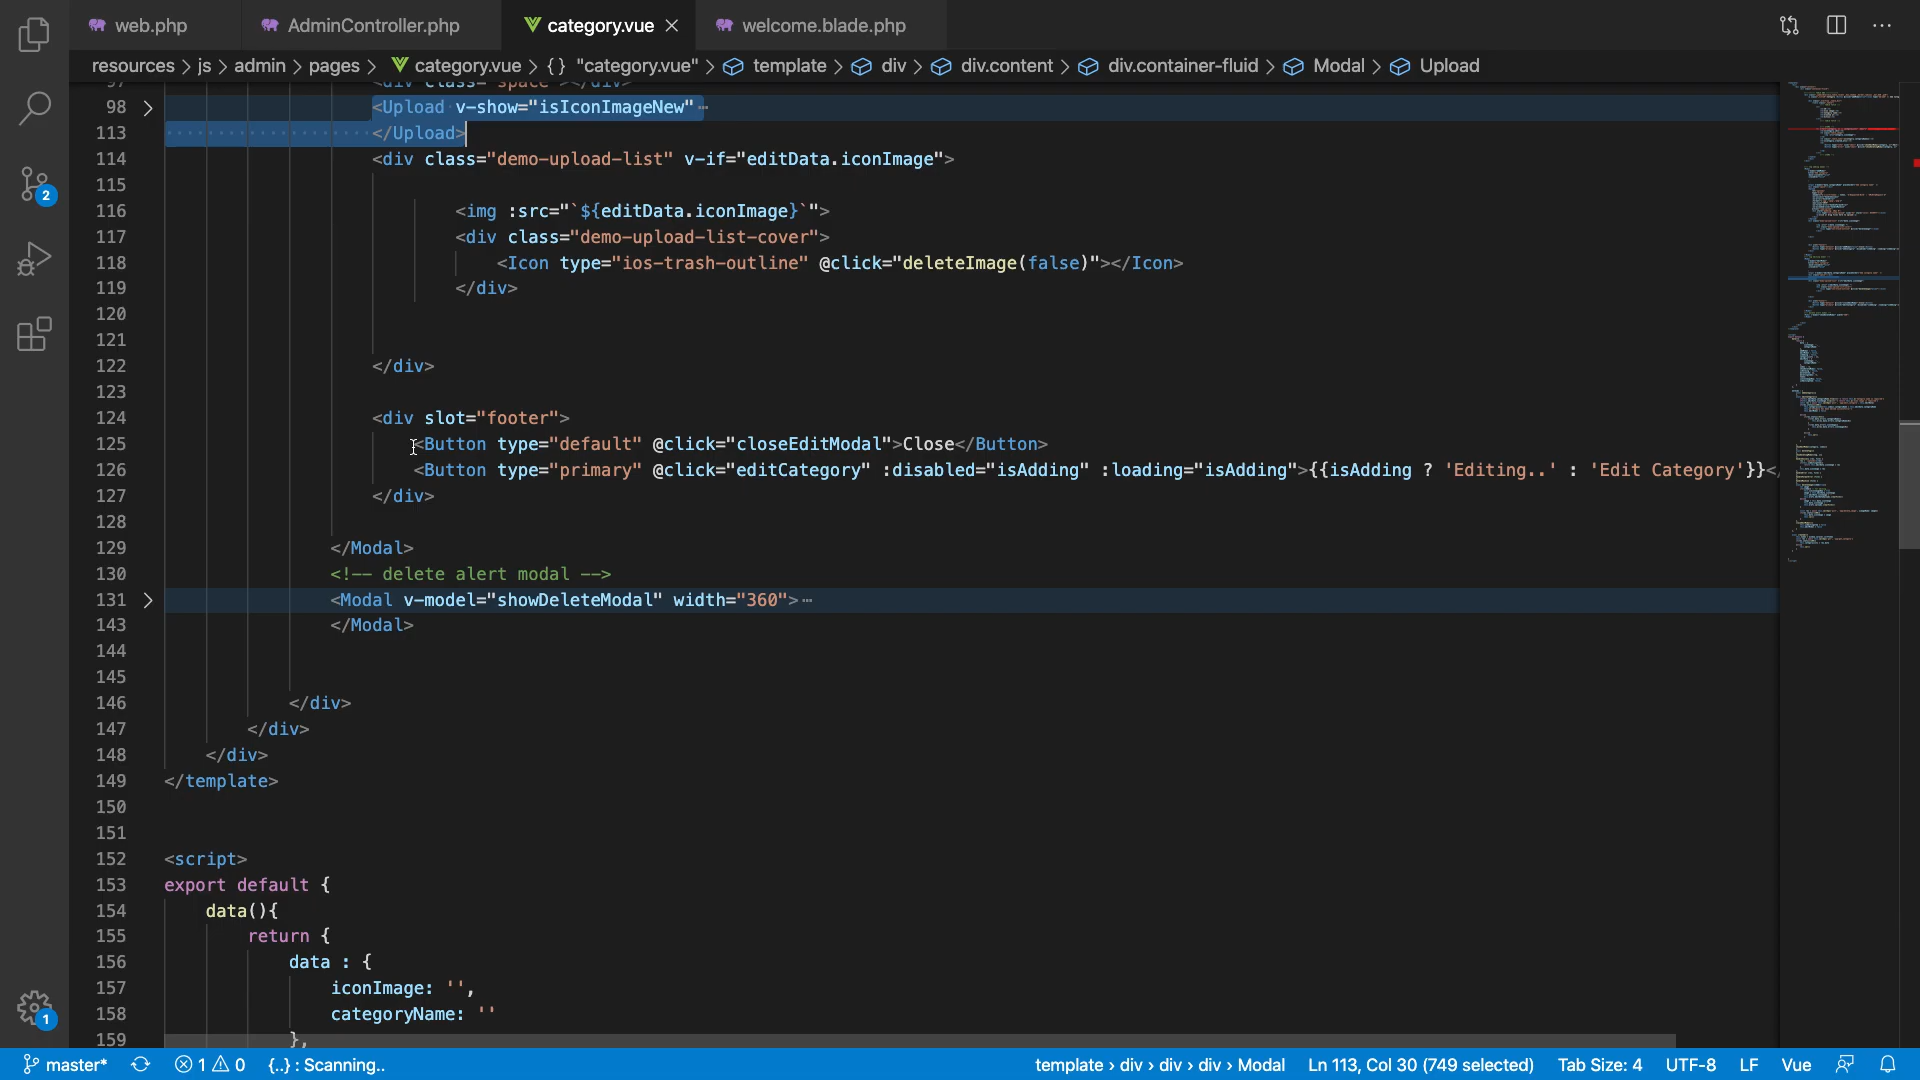 web.php AdminController.php category.vue welcome.blade.php
resources > js > admin > pages > category.vue > {} "category.vue" > template > div > div.content > div.container-fluid > Modal > Upload
97 <div class="space"></div>
98 <Upload v-show="isIconImageNew"
113 </Upload>
114 <div class="demo-upload-list" v-if="editData.iconImage">
115
116 <img :src="`${editData.iconImage}`">
117 <div class="demo-upload-list-cover">
118 <Icon type="ios-trash-outline" @click="deleteImage(false)"></Icon>
119 </div>
120
121
122 </div>
123
124 <div slot="footer">
125 <Button type="default" @click="closeEditModal">Close</Button>
126 <Button type="primary" @click="editCategory" :disabled="isAdding" :loading="isAdding">{{isAdding ? 'Editing..' : 'Edit Category'}}</
127 </div>
128
129 </Modal>
130 <!-- delete alert modal -->
131 <Modal v-model="showDeleteModal" width="360">
143 </Modal>
144
145
146 </div>
147 </div>
148 </div>
149 </template>
150
151
152 <script>
153 export default {
154 data(){
155 return {
156 data : {
157 iconImage: '',
158 categoryName: ''
159 },
2
1
master* 1 0 {..} : Scanning.. template > div > div > div > Modal Ln 113, Col 30 (749 selected) Tab Size: 4 UTF-8 LF Vue